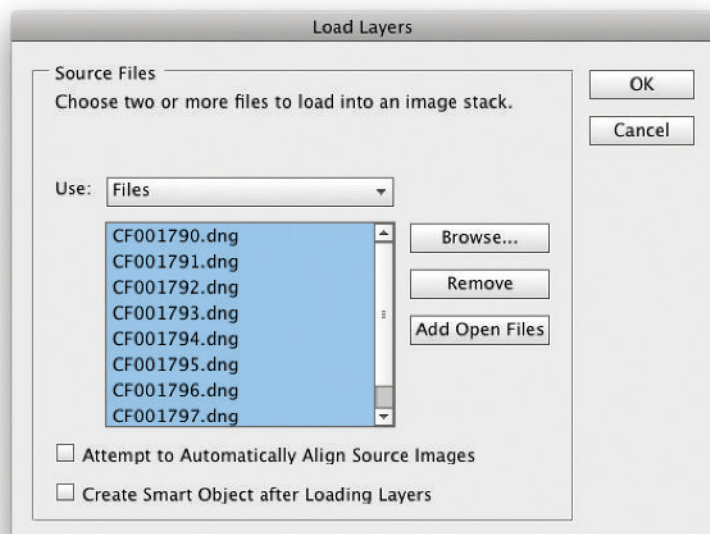 Load Layers
Source Files
Choose two or more files to load into an image stack.
OK
Cancel
Use: Files
CF001790.dng
CF001791.dng
CF001792.dng
CF001793.dng
CF001794.dng
CF001795.dng
CF001796.dng
CF001797.dng
Browse...
Remove
Add Open Files
Attempt to Automatically Align Source Images
Create Smart Object after Loading Layers